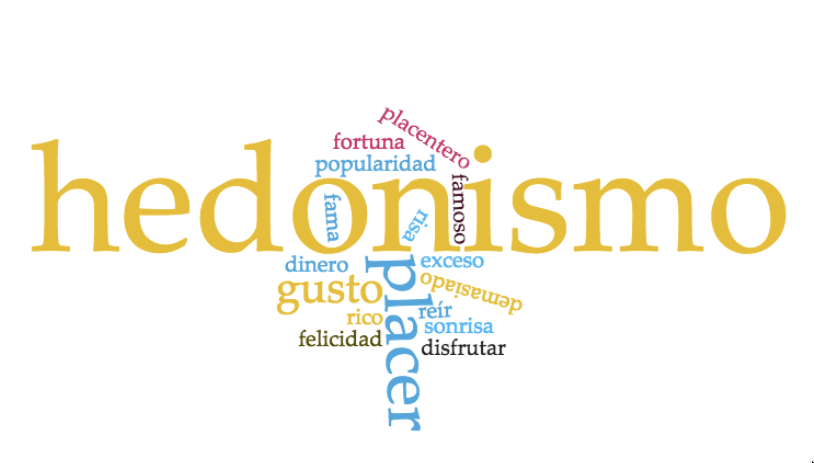 placentero
fortuna
popularidad
hedonismo
fama
risa
famoso
dinero
placer
exceso
gusto
demasiado
rico
reír
sonrisa
felicidad
disfrutar